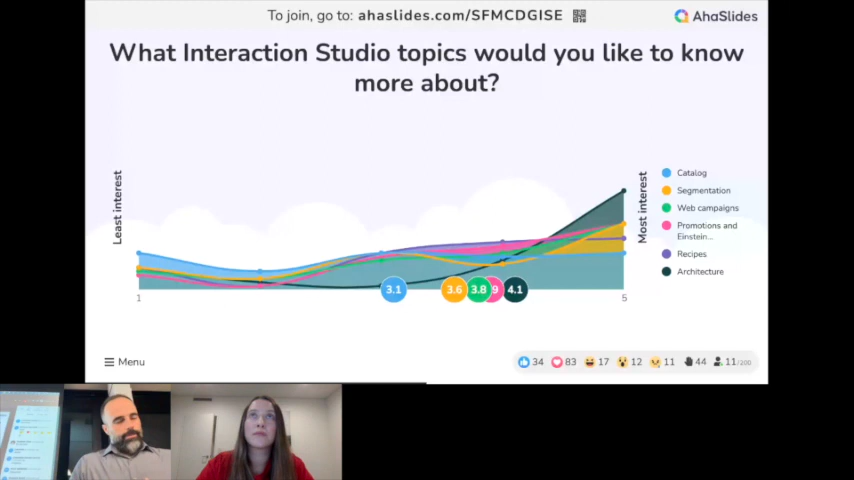 To join, go to: ahaslides.com/SFMCDGISE
AhaSlides
What Interaction Studio topics would you like to know
more about?
Least interest
Most interest
Catalog
Segmentation
Web campaigns
Promotions and
Einstein...
Recipes
Architecture
3.1
3.6
3.8
9
4.1
1
5
Menu
34
83
17
12
11
44
11/200